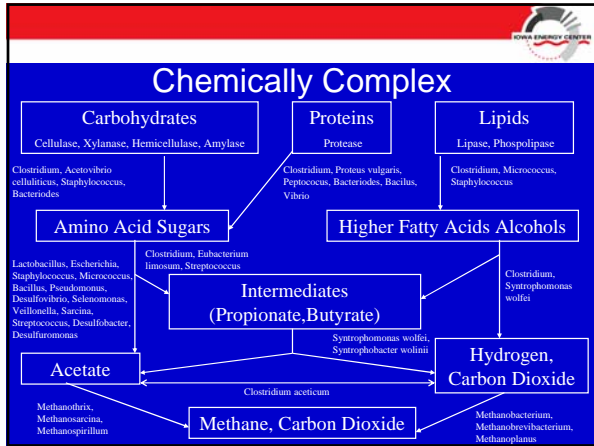 IOWA ENERGY CENTER
Chemically Complex
Carbohydrates
Cellulase, Xylanase, Hemicellulase, Amylase
Proteins
Protease
Lipids
Lipase, Phospolipase
Clostridium, Acetovibrio
celluliticus, Staphylococcus,
Bacteriodes
Clostridium, Proteus vulgaris,
Peptococus, Bacteriodes, Bacilus,
Vibrio
Clostridium, Micrococcus,
Staphylococcus
Amino Acid Sugars
Higher Fatty Acids Alcohols
Lactobacillus, Escherichia,
Staphylococcus, Micrococcus,
Bacillus, Pseudomonus,
Desulfovibrio, Selenomonas,
Veillonella, Sarcina,
Streptococcus, Desulfobacter,
Desulfuromonas
Clostridium, Eubacterium
limosum, Streptococcus
Clostridium,
Syntrophomonas
wolfei
Intermediates
(Propionate,Butyrate)
Syntrophomonas wolfei,
Syntrophobacter wolinii
Acetate
Hydrogen,
Carbon Dioxide
Clostridium aceticum
Methanothrix,
Methanosarcina,
Methanospirillum
Methane, Carbon Dioxide
Methanobacterium,
Methanobrevibacterium,
Methanoplanus